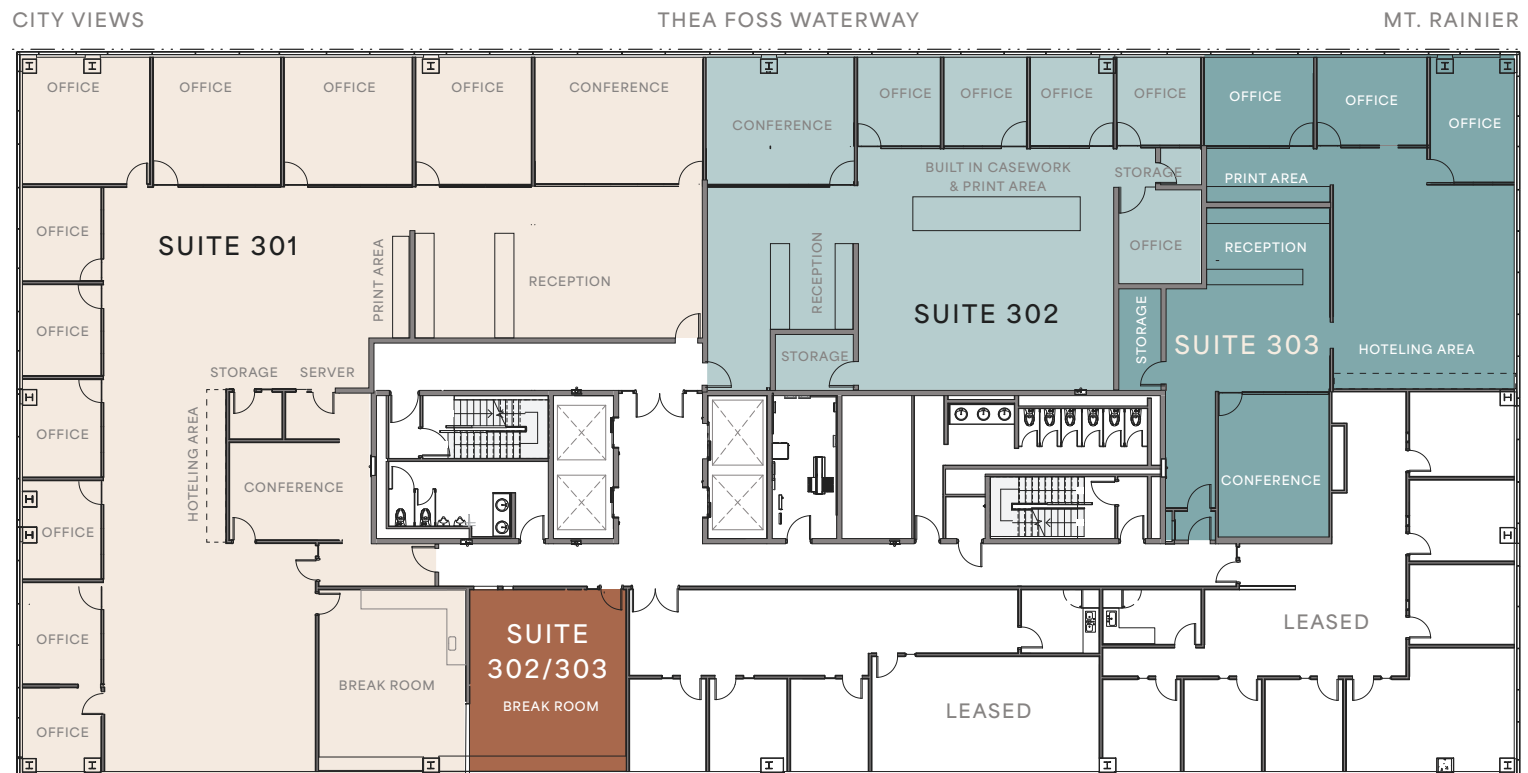 CITY VIEWS
THEA FOSS WATERWAY
MT. RAINIER
OFFICE
OFFICE
OFFICE
OFFICE
CONFERENCE
CONFERENCE
OFFICE
OFFICE
OFFICE
OFFICE
OFFICE
OFFICE
OFFICE
BUILT IN CASEWORK
& PRINT AREA
STORAGE
PRINT AREA
OFFICE
SUITE 301
PRINT AREA
RECEPTION
RECEPTION
OFFICE
RECEPTION
SUITE 302
STORAGE
SUITE 303
HOTELING AREA
OFFICE
STORAGE
SERVER
STORAGE
OFFICE
HOTELING AREA
CONFERENCE
CONFERENCE
OFFICE
OFFICE
SUITE
302/303
BREAK ROOM
BREAK ROOM
LEASED
LEASED
OFFICE